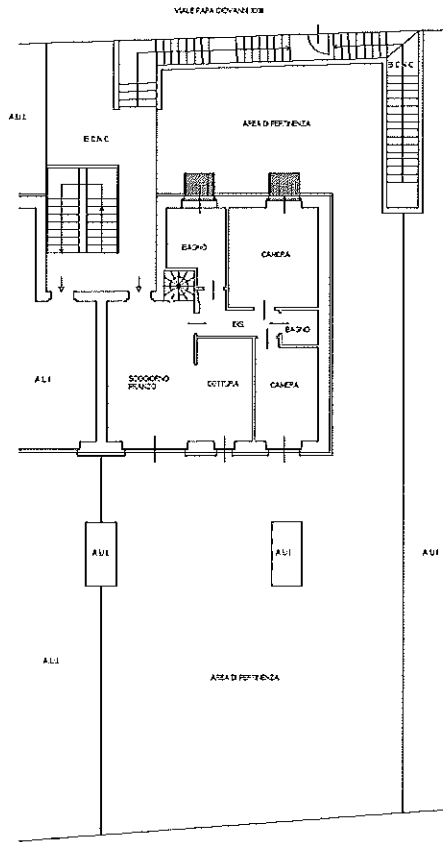 VIALE PAPA GIOVANNI XXIII
B.C.N.C.
A.U.I.
AREA DI PERTINENZA
B.C.N.C.
BAGNO
CAMERA
DIS.
BAGNO
A.U.I.
SOGGIORNO
PRANZO
COTTURA
CAMERA
A.U.I.
A.U.I.
A.U.I.
A.U.I.
AREA DI PERTINENZA